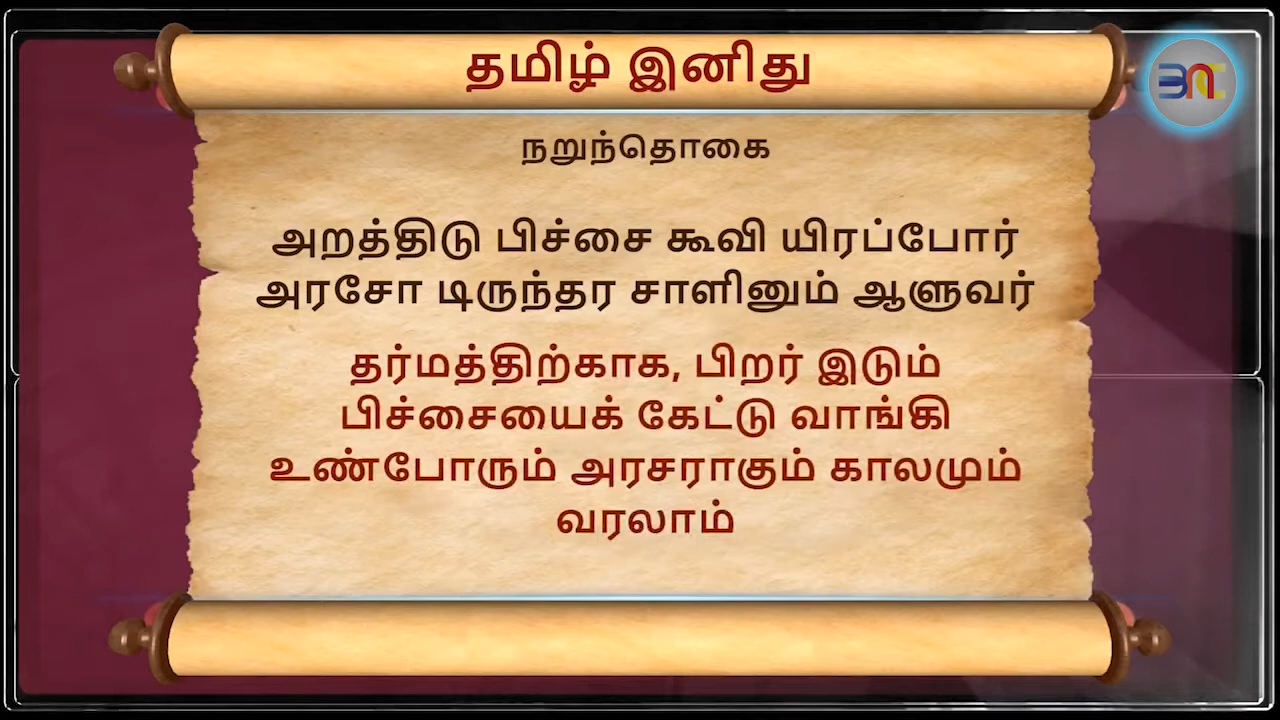 தமிழ் இனிது
நறுந்தொகை
அறத்திடு பிச்சை கூவி யிரப்போர்
அரசோ டிருந்தர சாளினும் ஆளுவர்
தர்மத்திற்காக, பிறர் இடும்
பிச்சையைக் கேட்டு வாங்கி
உண்போரும் அரசராகும் காலமும்
வரலாம்